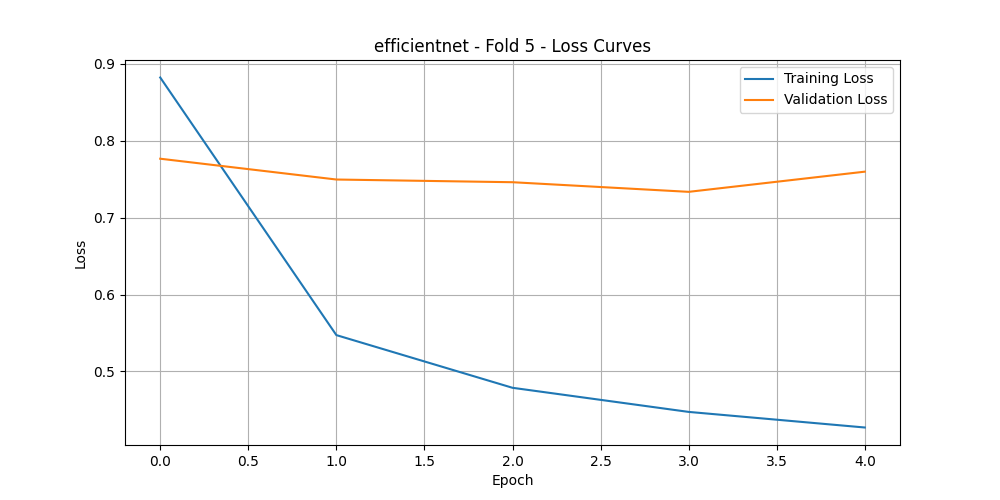 efficientnet - Fold 5 - Loss Curves
Training Loss
Validation Loss
Loss
0.9
0.8
0.7
0.6
0.5
0.0 0.5 1.0 1.5 2.0 2.5 3.0 3.5 4.0
Epoch